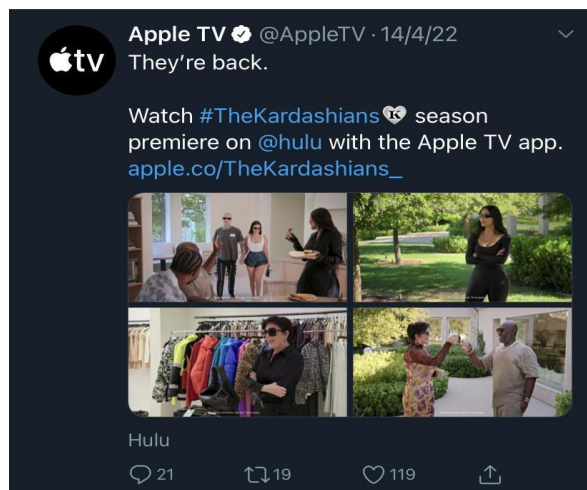 tv
Apple TV @AppleTV · 14/4/22
They're back.
Watch #TheKardashians K season
premiere on @hulu with the Apple TV app.
apple.co/TheKardashians_
Hulu
21 19 119